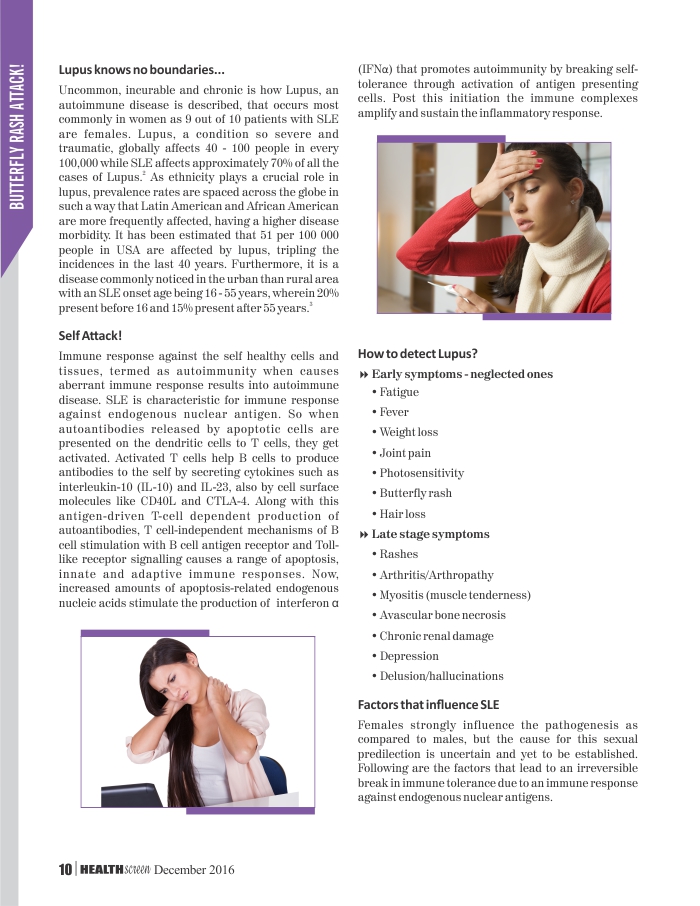 BUTTERFLY RASH ATTACK!
Lupus knows no boundaries...
Uncommon, incurable and chronic is how Lupus, an
autoimmune disease is described, that occurs most
commonly in women as 9 out of 10 patients with SLE
are females. Lupus, a condition so severe and
traumatic, globally affects 40 - 100 people in every
100,000 while SLE affects approximately 70% of all the
cases of Lupus.² As ethnicity plays a crucial role in
lupus, prevalence rates are spaced across the globe in
such a way that Latin American and African American
are more frequently affected, having a higher disease
morbidity. It has been estimated that 51 per 100 000
people in USA are affected by lupus, tripling the
incidences in the last 40 years. Furthermore, it is a
disease commonly noticed in the urban than rural area
with an SLE onset age being 16 - 55 years, wherein 20%
present before 16 and 15% present after 55 years.³
Self Attack!
Immune response against the self healthy cells and
tissues, termed as autoimmunity when causes
aberrant immune response results into autoimmune
disease. SLE is characteristic for immune response
against endogenous nuclear antigen. So when
autoantibodies released by apoptotic cells are
presented on the dendritic cells to T cells, they get
activated. Activated T cells help B cells to produce
antibodies to the self by secreting cytokines such as
interleukin-10 (IL-10) and IL-23, also by cell surface
molecules like CD40L and CTLA-4. Along with this
antigen-driven T-cell dependent production of
autoantibodies, T cell-independent mechanisms of B
cell stimulation with B cell antigen receptor and Toll-
like receptor signalling causes a range of apoptosis,
innate and adaptive immune responses. Now,
increased amounts of apoptosis-related endogenous
nucleic acids stimulate the production of interferon α
(IFNα) that promotes autoimmunity by breaking self-
tolerance through activation of antigen presenting
cells. Post this initiation the immune complexes
amplify and sustain the inflammatory response.
How to detect Lupus?
Early symptoms - neglected ones
• Fatigue
• Fever
• Weight loss
• Joint pain
• Photosensitivity
• Butterfly rash
• Hair loss
Late stage symptoms
• Rashes
• Arthritis/Arthropathy
• Myositis (muscle tenderness)
• Avascular bone necrosis
• Chronic renal damage
• Depression
• Delusion/hallucinations
Factors that influence SLE
Females strongly influence the pathogenesis as
compared to males, but the cause for this sexual
predilection is uncertain and yet to be established.
Following are the factors that lead to an irreversible
break in immune tolerance due to an immune response
against endogenous nuclear antigens.
10 | HEALTHscreen December 2016